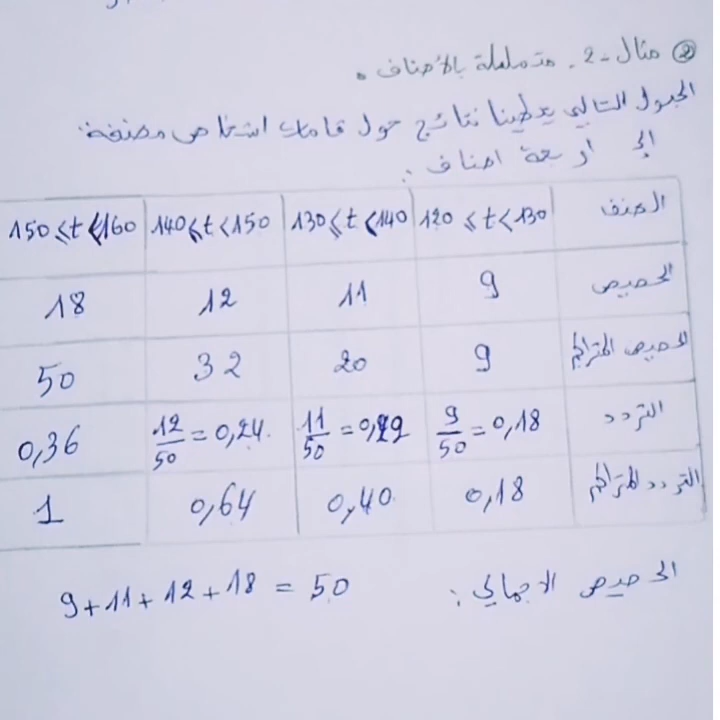 ② مثال - 2 - متسلسلة بالأصناف .
الجدول التالي يعطينا نتائج حول قامات اشخاص مصنفة
إلى اربعة اصناف :
الصنف 120 ⩽ t < 130 130 ⩽ t < 140 140 ⩽ t < 150 150 ⩽ t < 160
الحصيص 9 11 12 18
الحصيص المتراكم 9 20 32 50
التردد 9/50 = 0,18 11/50 = 0,22 12/50 = 0,24 0,36
التردد المتراكم 0,18 0,40 0,64 1
الحصيص الاجمالي : 9 + 11 + 12 + 18 = 50